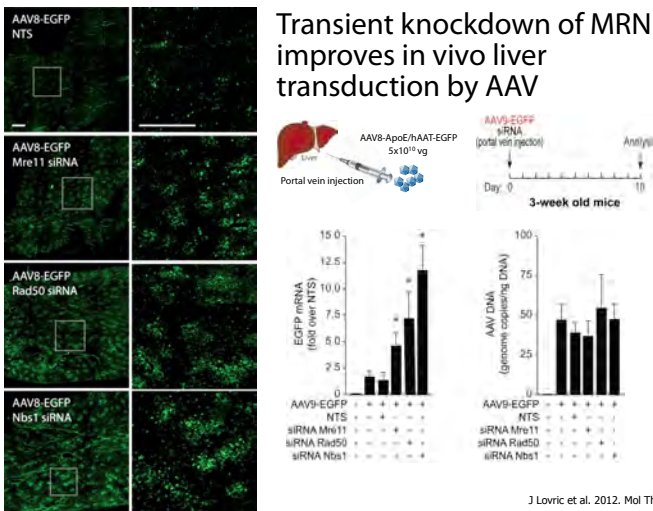 AAV8-EGFP
NTS
AAV8-EGFP
Mre11 siRNA
AAV8-EGFP
Rad50 siRNA
AAV8-EGFP
Nbs1 siRNA
Transient knockdown of MRN
improves in vivo liver
transduction by AAV
Liver
AAV8-ApoE/hAAT-EGFP
5x10¹⁰ vg
Portal vein injection
AAV9-EGFP
siRNA
(portal vein injection)
Analysis
Day: 0
10
3-week old mice
EGFP mRNA
(fold over NTS)
15.0
12.5
10.0
7.5
5.0
2.5
0
#
#
#
AAV9-EGFP - + + + + +
NTS - - + - - -
siRNA Mre11 - - - + - -
siRNA Rad50 - - - - + -
siRNA Nbs1 - - - - - +
AAV DNA
(genome copies/ng DNA)
100
75
50
25
0
AAV9-EGFP - + + + + +
NTS - - + - - -
siRNA Mre11 - - - + - -
siRNA Rad50 - - - - + -
siRNA Nbs1 - - - - - +
J Lovric et al. 2012. Mol Th